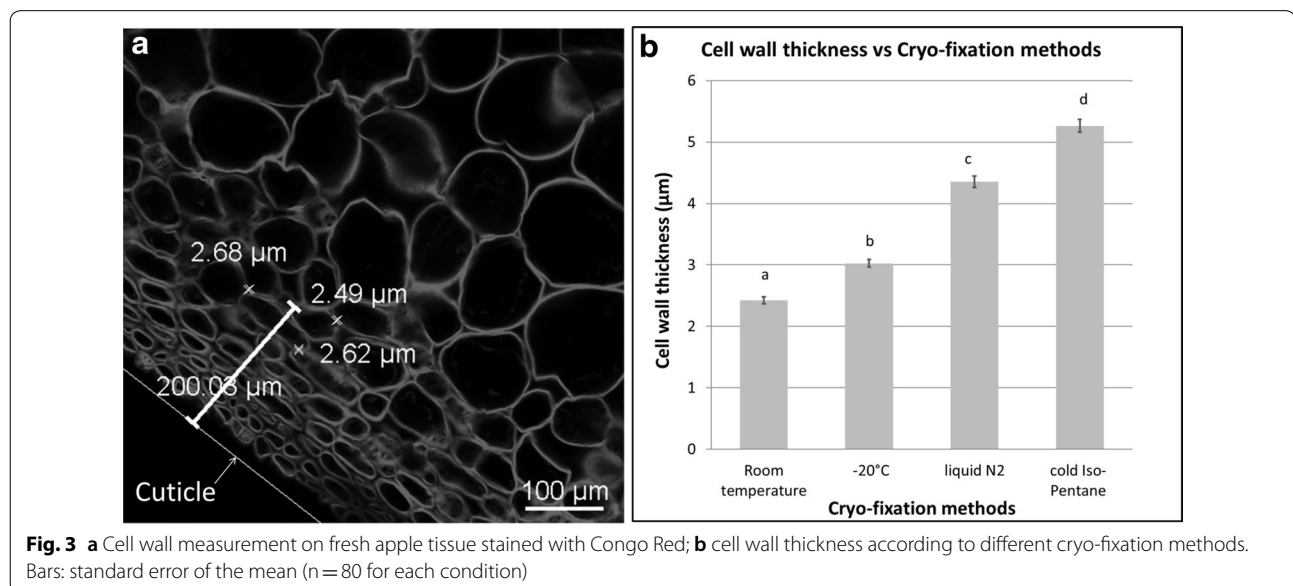 a
2.68 µm
2.49 µm
2.62 µm
200.03 µm
Cuticle
100 µm
b
Cell wall thickness vs Cryo-fixation methods
Cell wall thickness (µm)
6
5
4
3
2
1
0
a
b
c
d
Room temperature
-20°C
liquid N2
cold Iso-
Pentane
Cryo-fixation methods
Fig. 3 a Cell wall measurement on fresh apple tissue stained with Congo Red; b cell wall thickness according to different cryo-fixation methods.
Bars: standard error of the mean (n = 80 for each condition)